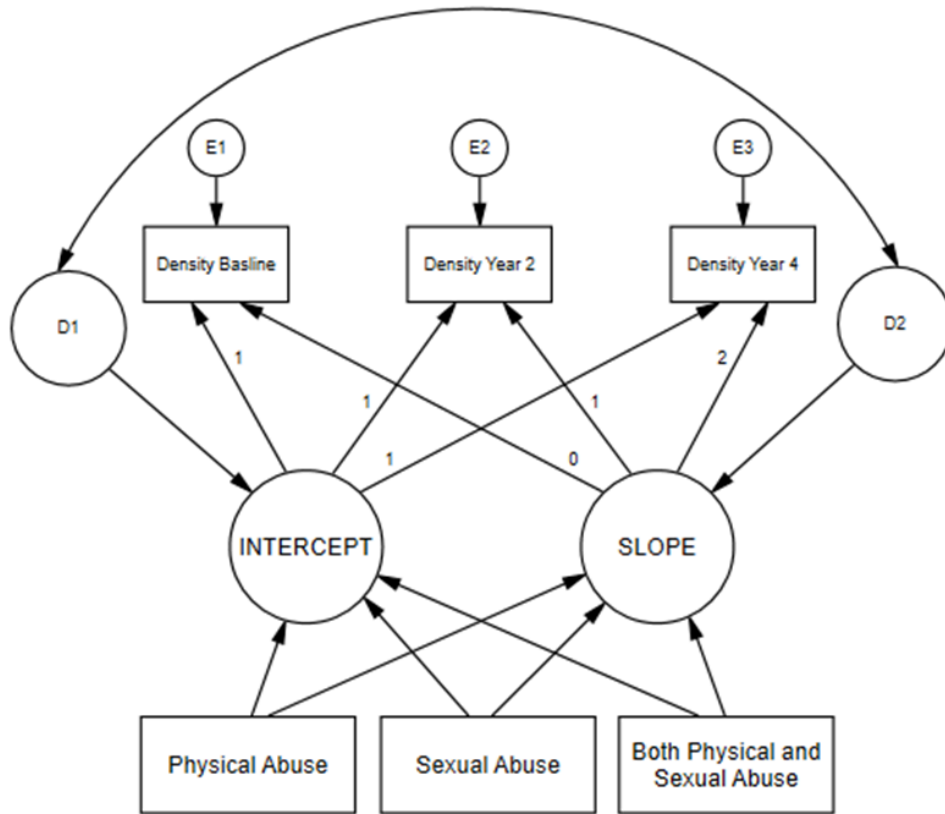 E1
E2
E3
Density Basline
Density Year 2
Density Year 4
D1
D2
1
1
1
0
1
2
INTERCEPT
SLOPE
Physical Abuse
Sexual Abuse
Both Physical and
Sexual Abuse